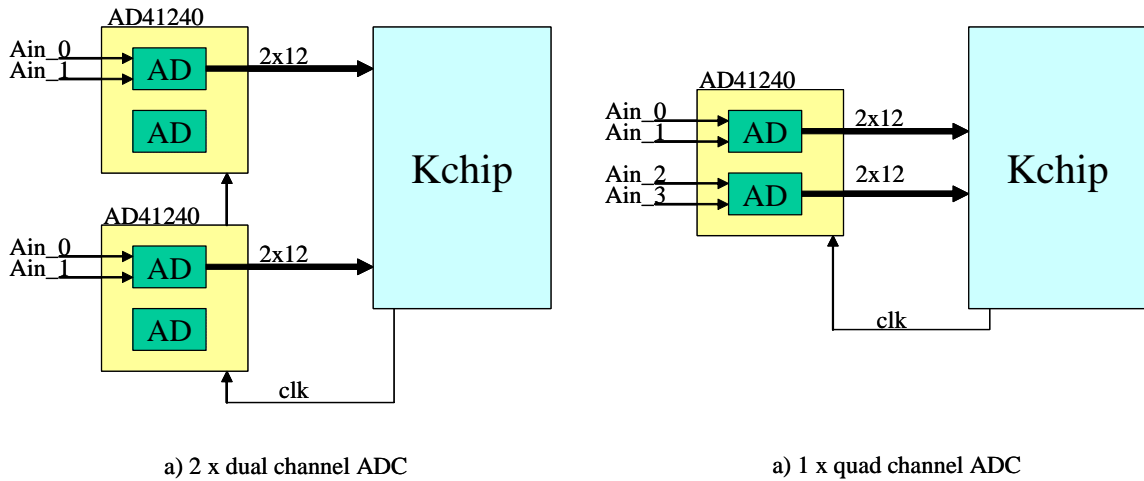 AD41240
Ain_0
Ain_1
AD
2x12
AD
AD41240
Ain_0
Ain_1
AD
2x12
AD
Kchip
clk
a) 2 x dual channel ADC
AD41240
Ain_0
Ain_1
AD
2x12
Ain_2
Ain_3
AD
2x12
Kchip
clk
a) 1 x quad channel ADC